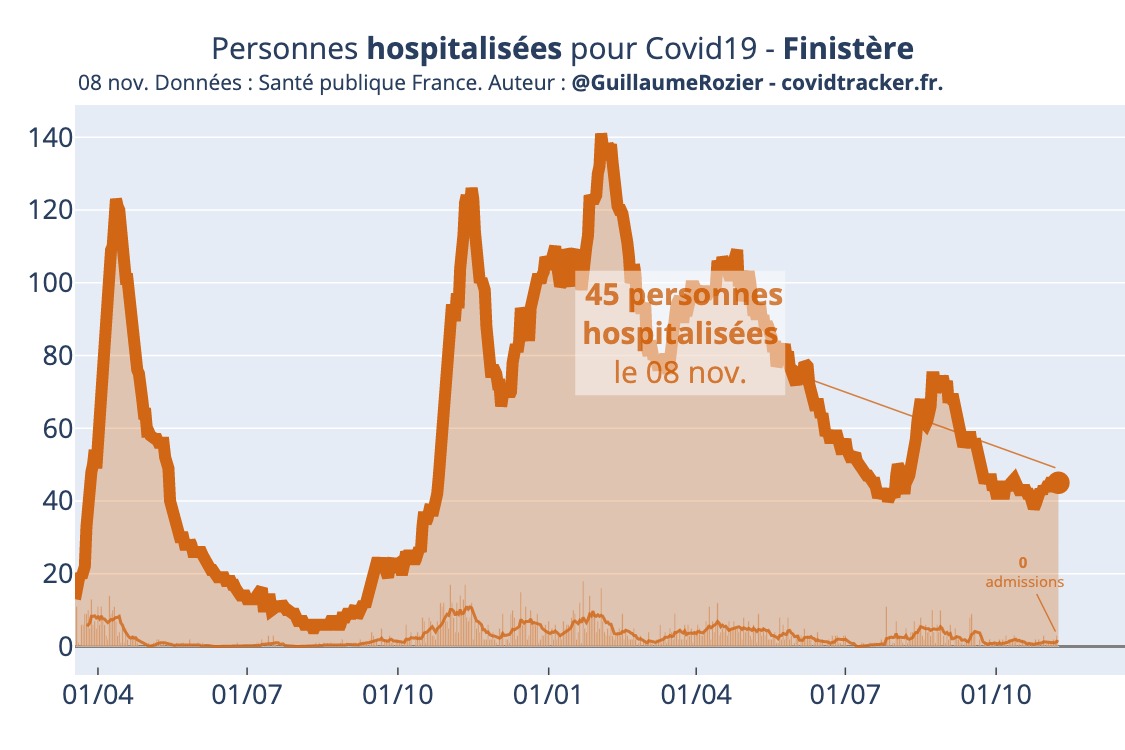 Personnes hospitalisées pour Covid19 - Finistère
08 nov. Données : Santé publique France. Auteur : @GuillaumeRozier - covidtracker.fr.
140
120
100
80
60
40
20
0
45 personnes
hospitalisées
le 08 nov.
0
admissions
01/04
01/07
01/10
01/01
01/04
01/07
01/10